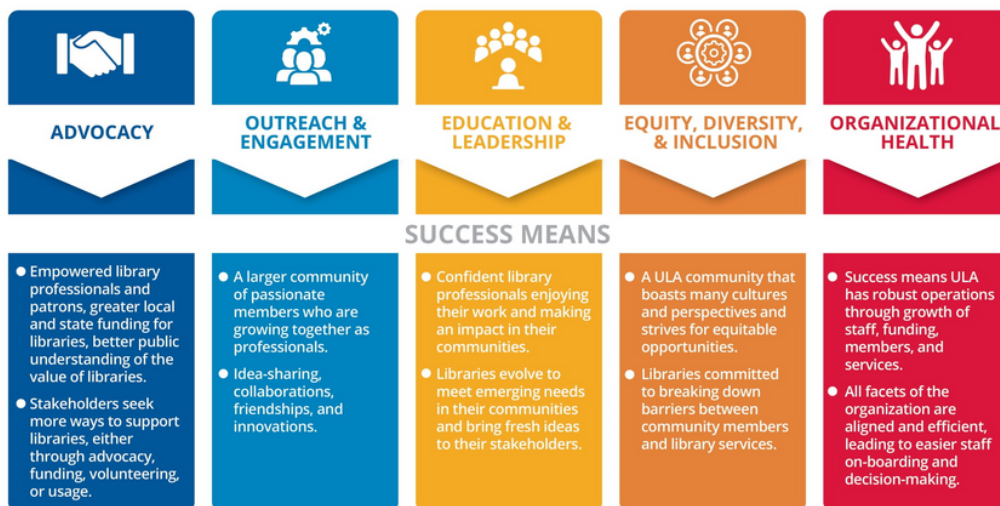 ADVOCACY
OUTREACH &
ENGAGEMENT
EDUCATION &
LEADERSHIP
EQUITY, DIVERSITY,
& INCLUSION
ORGANIZATIONAL
HEALTH
SUCCESS MEANS
● Empowered library
professionals and
patrons, greater local
and state funding for
libraries, better public
understanding of the
value of libraries.
● Stakeholders seek
more ways to support
libraries, either
through advocacy,
funding, volunteering,
or usage.
● A larger community
of passionate
members who are
growing together as
professionals.
● Idea-sharing,
collaborations,
friendships, and
innovations.
● Confident library
professionals enjoying
their work and making
an impact in their
communities.
● Libraries evolve to
meet emerging needs
in their communities
and bring fresh ideas
to their stakeholders.
● A ULA community that
boasts many cultures
and perspectives and
strives for equitable
opportunities.
● Libraries committed
to breaking down
barriers between
community members
and library services.
● Success means ULA
has robust operations
through growth of
staff, funding,
members, and
services.
● All facets of the
organization are
aligned and efficient,
leading to easier staff
on-boarding and
decision-making.